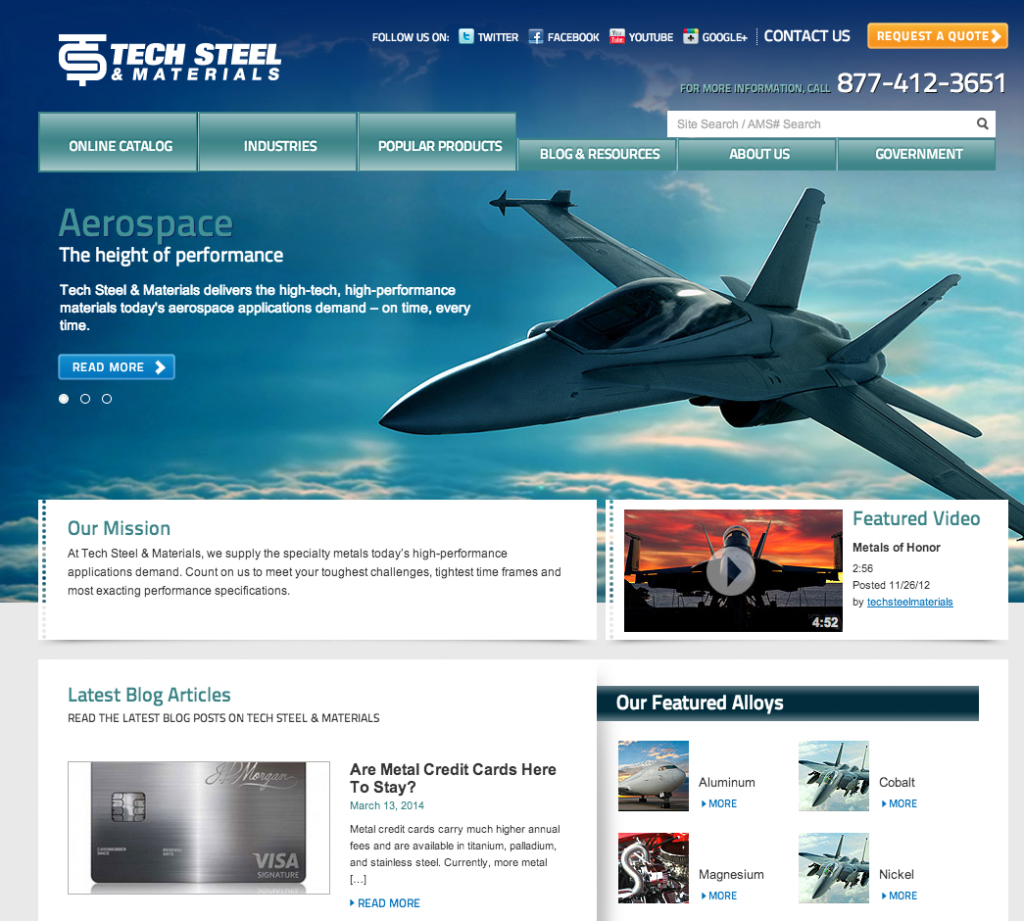 FOLLOW US ON: TWITTER FACEBOOK YOUTUBE GOOGLE+ CONTACT US REQUEST A QUOTE
TECH STEEL
& MATERIALS
FOR MORE INFORMATION, CALL 877-412-3651
Site Search / AMS# Search
ONLINE CATALOG INDUSTRIES POPULAR PRODUCTS BLOG & RESOURCES ABOUT US GOVERNMENT
Aerospace
The height of performance
Tech Steel & Materials delivers the high-tech, high-performance
materials today's aerospace applications demand – on time, every
time.
READ MORE
Our Mission
At Tech Steel & Materials, we supply the specialty metals today's high-performance
applications demand. Count on us to meet your toughest challenges, tightest time frames and
most exacting performance specifications.
4:52
Featured Video
Metals of Honor
2:56
Posted 11/26/12
by techsteelmaterials
Latest Blog Articles
READ THE LATEST BLOG POSTS ON TECH STEEL & MATERIALS
J.P.Morgan
VISA
SIGNATURE
Are Metal Credit Cards Here
To Stay?
March 13, 2014
Metal credit cards carry much higher annual
fees and are available in titanium, palladium,
and stainless steel. Currently, more metal
[...]
READ MORE
Our Featured Alloys
Aluminum
MORE
Cobalt
MORE
Magnesium
MORE
Nickel
MORE